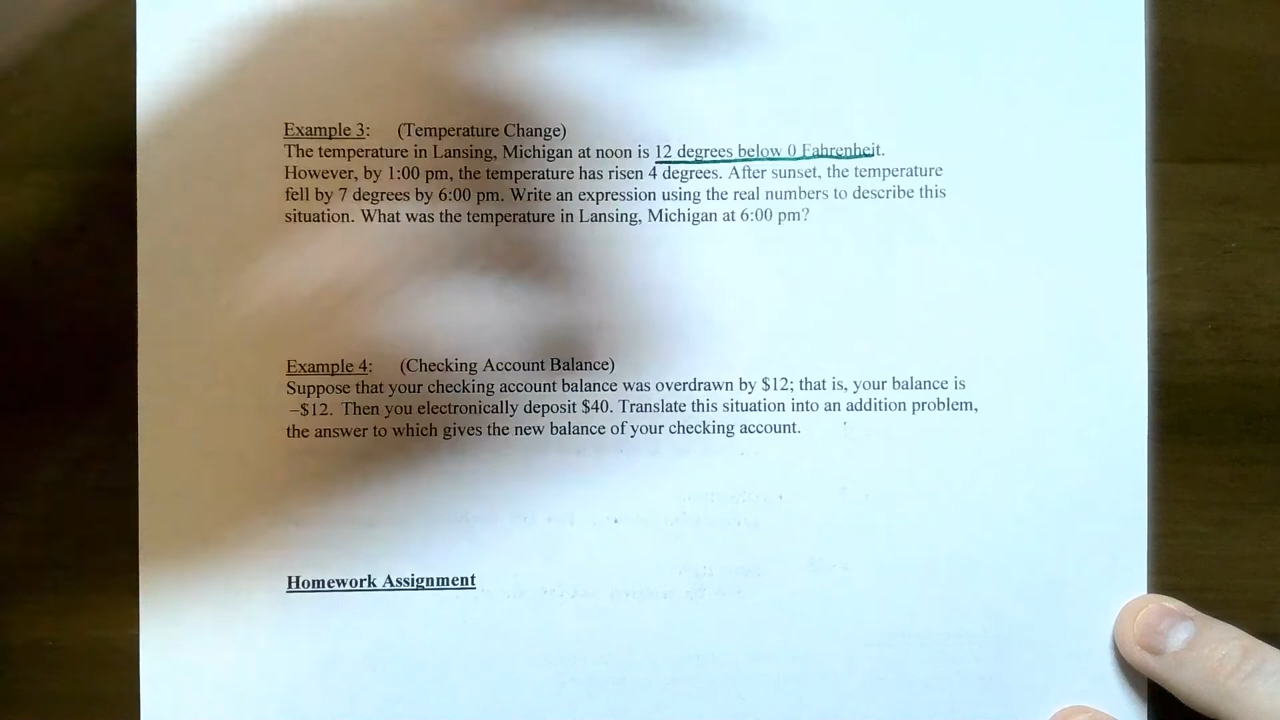 Example 3: (Temperature Change)
The temperature in Lansing, Michigan at noon is 12 degrees below 0 Fahrenheit.
However, by 1:00 pm, the temperature has risen 4 degrees. After sunset, the temperature
fell by 7 degrees by 6:00 pm. Write an expression using the real numbers to describe this
situation. What was the temperature in Lansing, Michigan at 6:00 pm?
Example 4: (Checking Account Balance)
Suppose that your checking account balance was overdrawn by $12; that is, your balance is
–$12. Then you electronically deposit $40. Translate this situation into an addition problem,
the answer to which gives the new balance of your checking account.
Homework Assignment